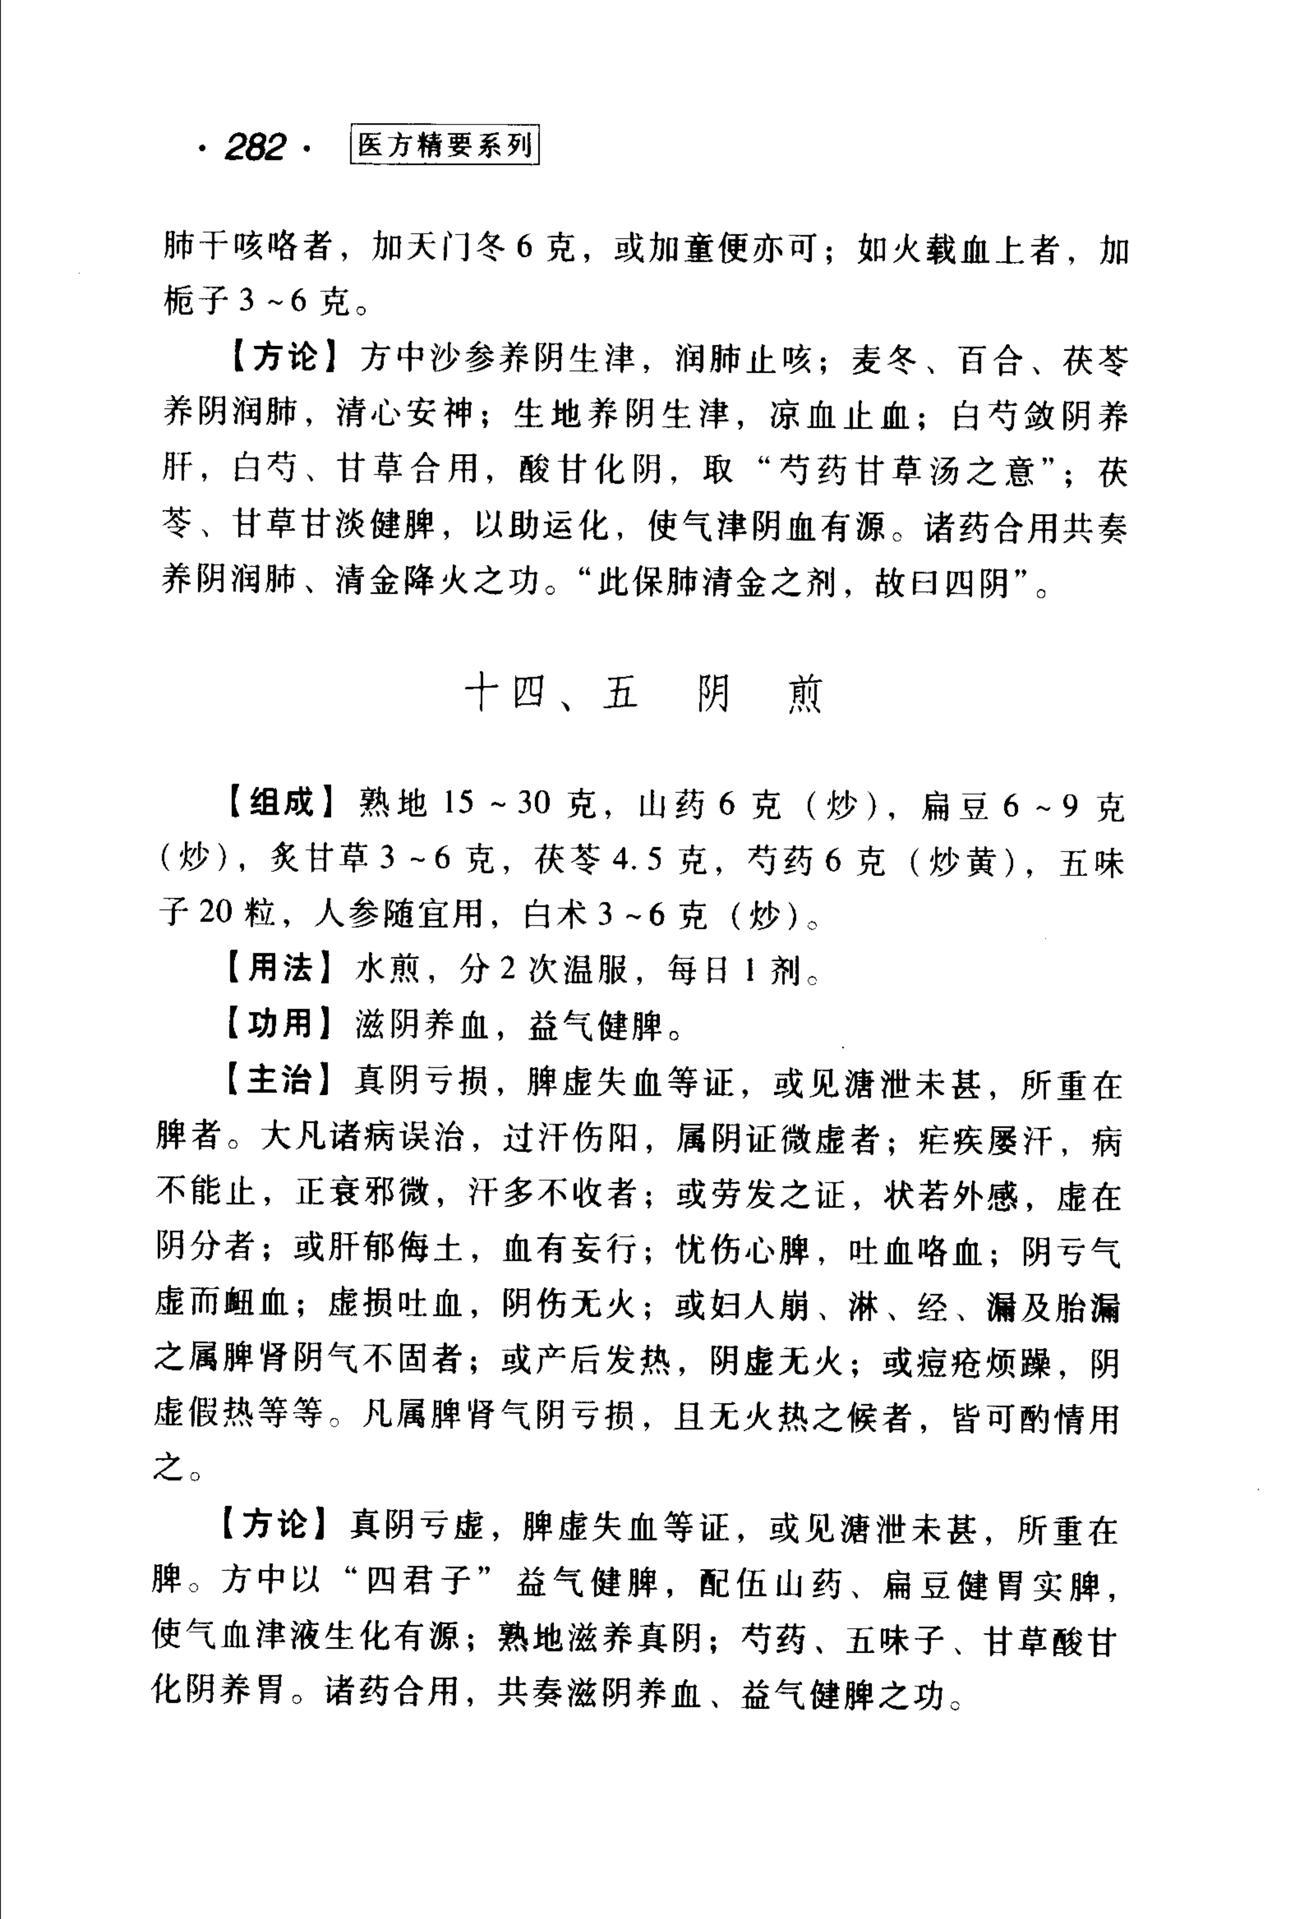 ·282· 医方精要系列
肺干咳咯者，加天门冬6克，或加童便亦可；如火载血上者，加
栀子3~6克。
【方论】方中沙参养阴生津，润肺止咳；麦冬、百合、茯苓
养阴润肺，清心安神；生地养阴生津，凉血止血；白芍敛阴养
肝，白芍、甘草合用，酸甘化阴，取“芍药甘草汤之意”；茯
苓、甘草甘淡健脾，以助运化，使气津阴血有源。诸药合用共奏
养阴润肺、清金降火之功。“此保肺清金之剂，故曰四阴”。
十四、五阴煎
【组成】熟地15~30克，山药6克（炒），扁豆6~9克
（炒），炙甘草3~6克，茯苓4.5克，芍药6克（炒黄），五味
子20粒，人参随宜用，白术3~6克（炒）。
【用法】水煎，分2次温服，每日1剂。
【功用】滋阴养血，益气健脾。
【主治】真阴亏损，脾虚失血等证，或见溏泄未甚，所重在
脾者。大凡诸病误治，过汗伤阳，属阴证微虚者；疟疾屡汗，病
不能止，正衰邪微，汗多不收者；或劳发之证，状若外感，虚在
阴分者；或肝郁侮土，血有妄行；忧伤心脾，吐血咯血；阴亏气
虚而衄血；虚损吐血，阴伤无火；或妇人崩、淋、经、漏及胎漏
之属脾肾阴气不固者；或产后发热，阴虚无火；或痘疮烦躁，阴
虚假热等等。凡属脾肾气阴亏损，且无火热之候者，皆可酌情用
之。
【方论】真阴亏虚，脾虚失血等证，或见溏泄未甚，所重在
脾。方中以“四君子”益气健脾，配伍山药、扁豆健胃实脾，
使气血津液生化有源；熟地滋养真阴；芍药、五味子、甘草酸甘
化阴养胃。诸药合用，共奏滋阴养血、益气健脾之功。